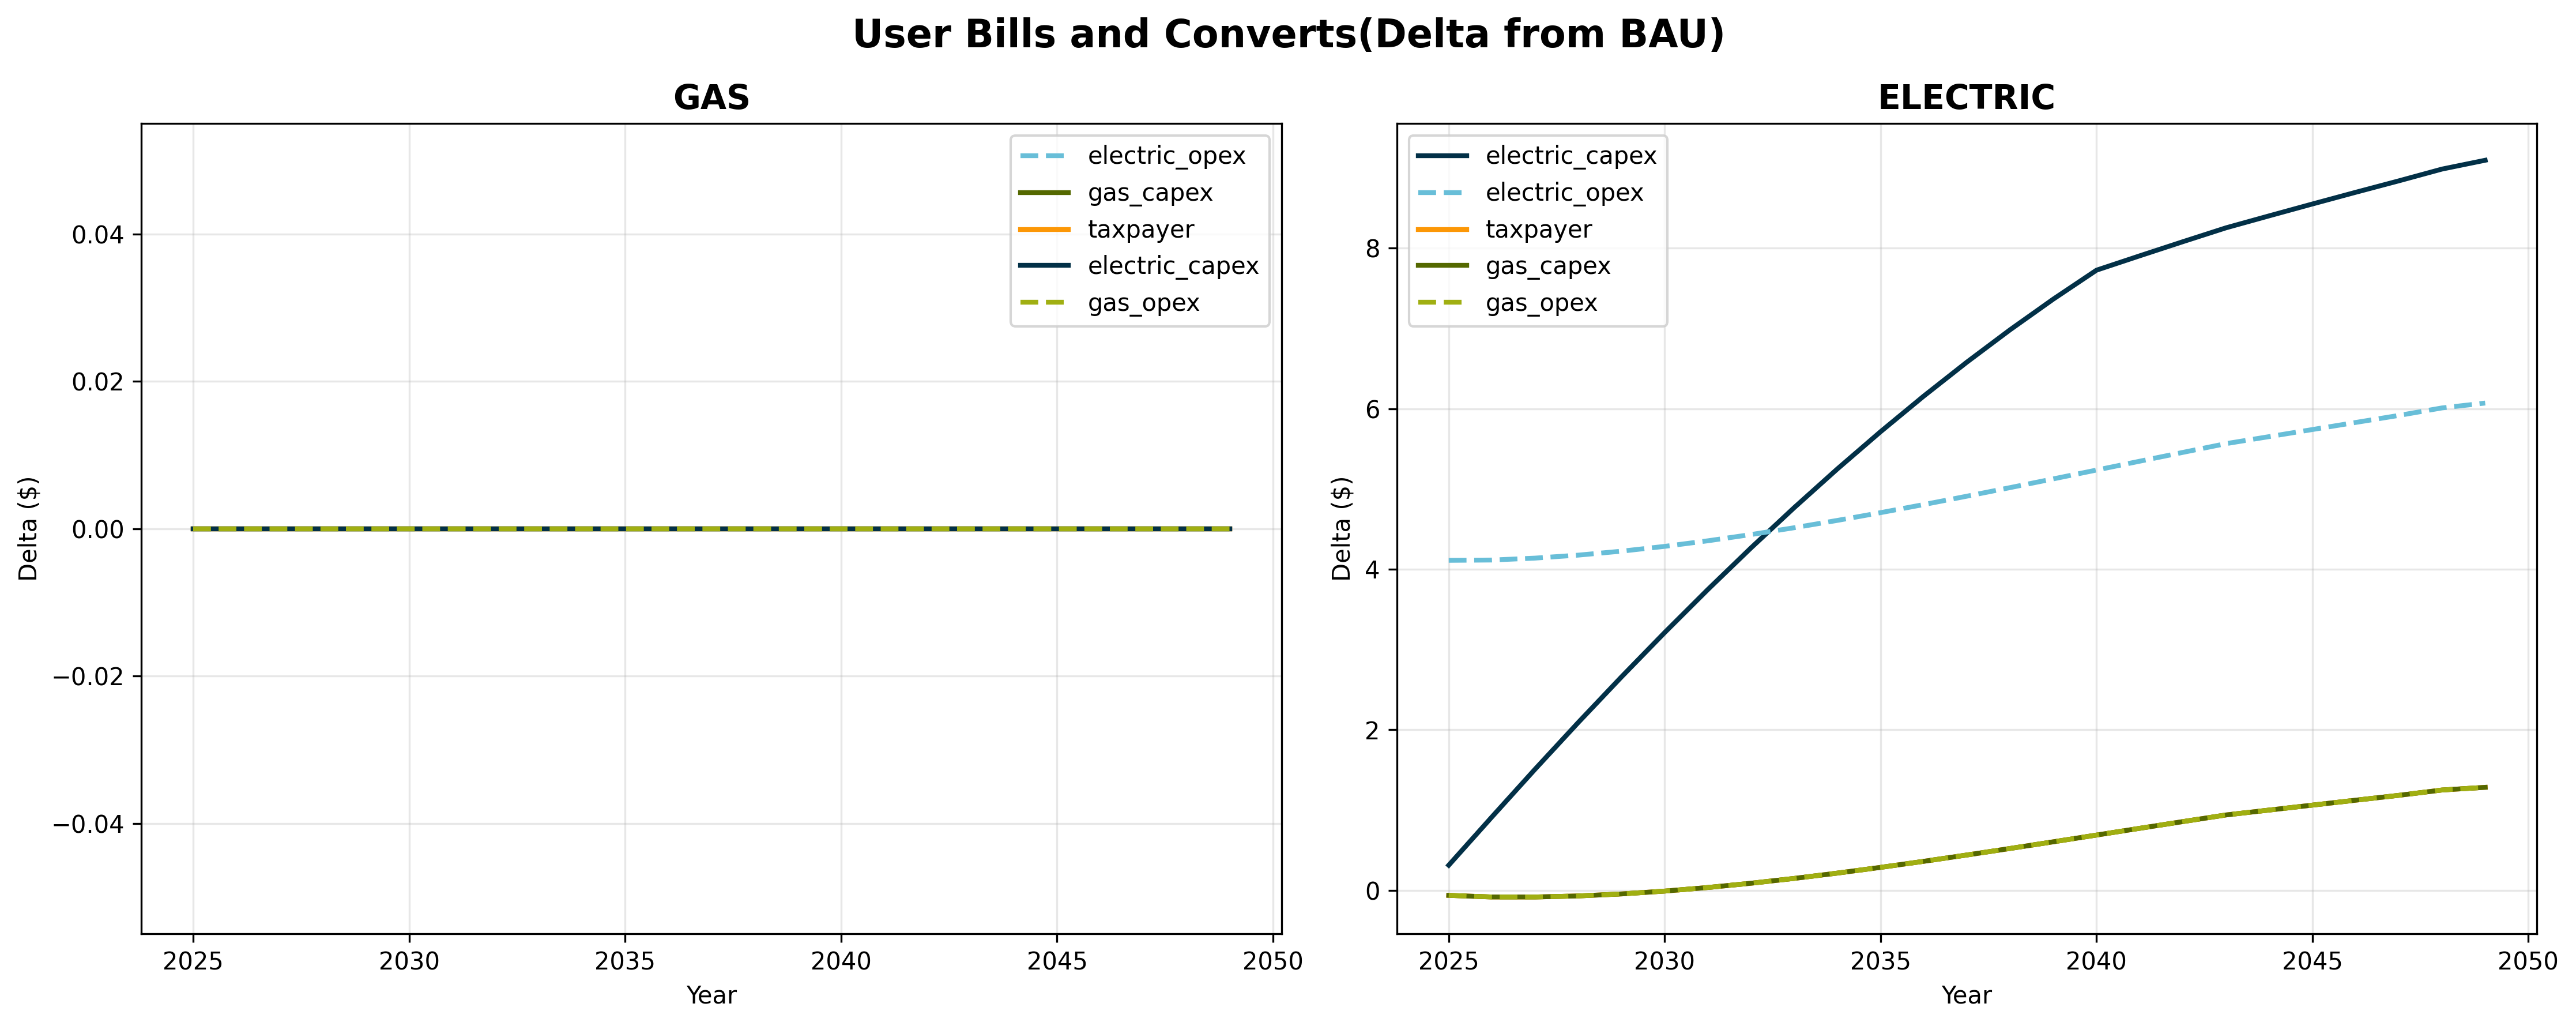 User Bills and Converts(Delta from BAU)
GAS
electric_opex
gas_capex
taxpayer
electric_capex
gas_opex
0.04
0.02
0.00
−0.02
−0.04
Delta ($)
2025 2030 2035 2040 2045 2050
Year
ELECTRIC
electric_capex
electric_opex
taxpayer
gas_capex
gas_opex
8
6
4
2
0
Delta ($)
2025 2030 2035 2040 2045 2050
Year